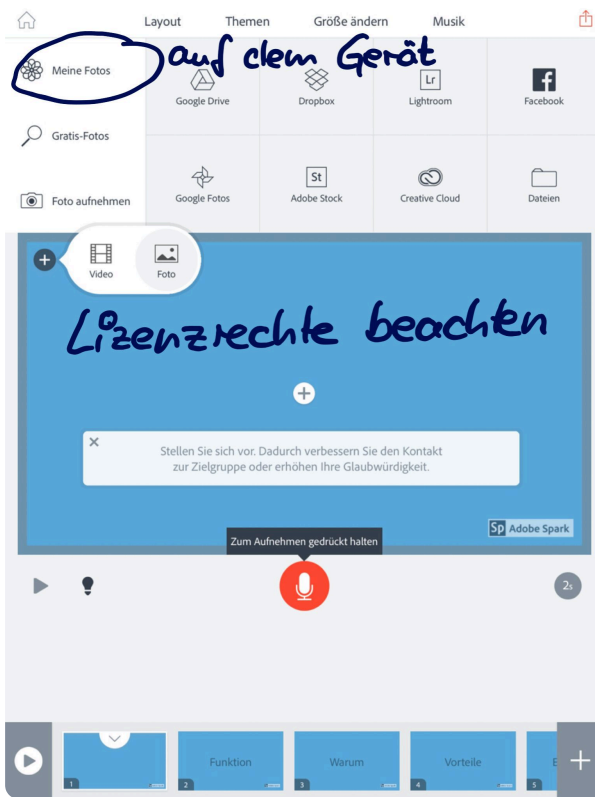 Layout Themen Größe ändern Musik
auf dem Gerät
Meine Fotos
Google Drive
Dropbox
Lr
Lightroom
Facebook
Gratis-Fotos
Foto aufnehmen
Google Fotos
St
Adobe Stock
Creative Cloud
Dateien
Video
Foto
Lizenzrechte beachten
Stellen Sie sich vor. Dadurch verbessern Sie den Kontakt
zur Zielgruppe oder erhöhen Ihre Glaubwürdigkeit.
Sp Adobe Spark
Zum Aufnehmen gedrückt halten
2s
1
2 Funktion
3 Warum
4 Vorteile
5